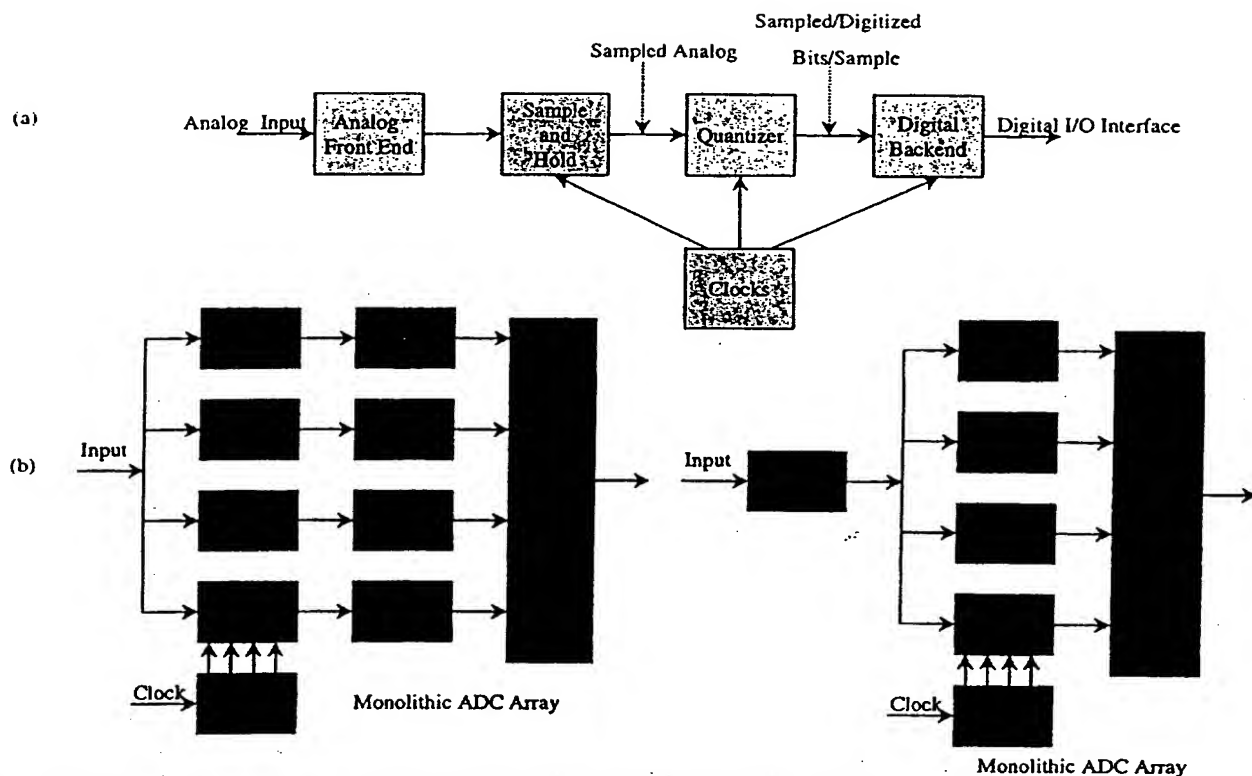 Sampled/Digitized
Sampled Analog
Bits/Sample
(a)
Analog Input
Analog
Front End
Sample
and
Hold
Quantizer
Digital
Backend
Digital I/O Interface
Clocks
(b)
Input
Clock
Monolithic ADC Array
Input
Clock
Monolithic ADC Array